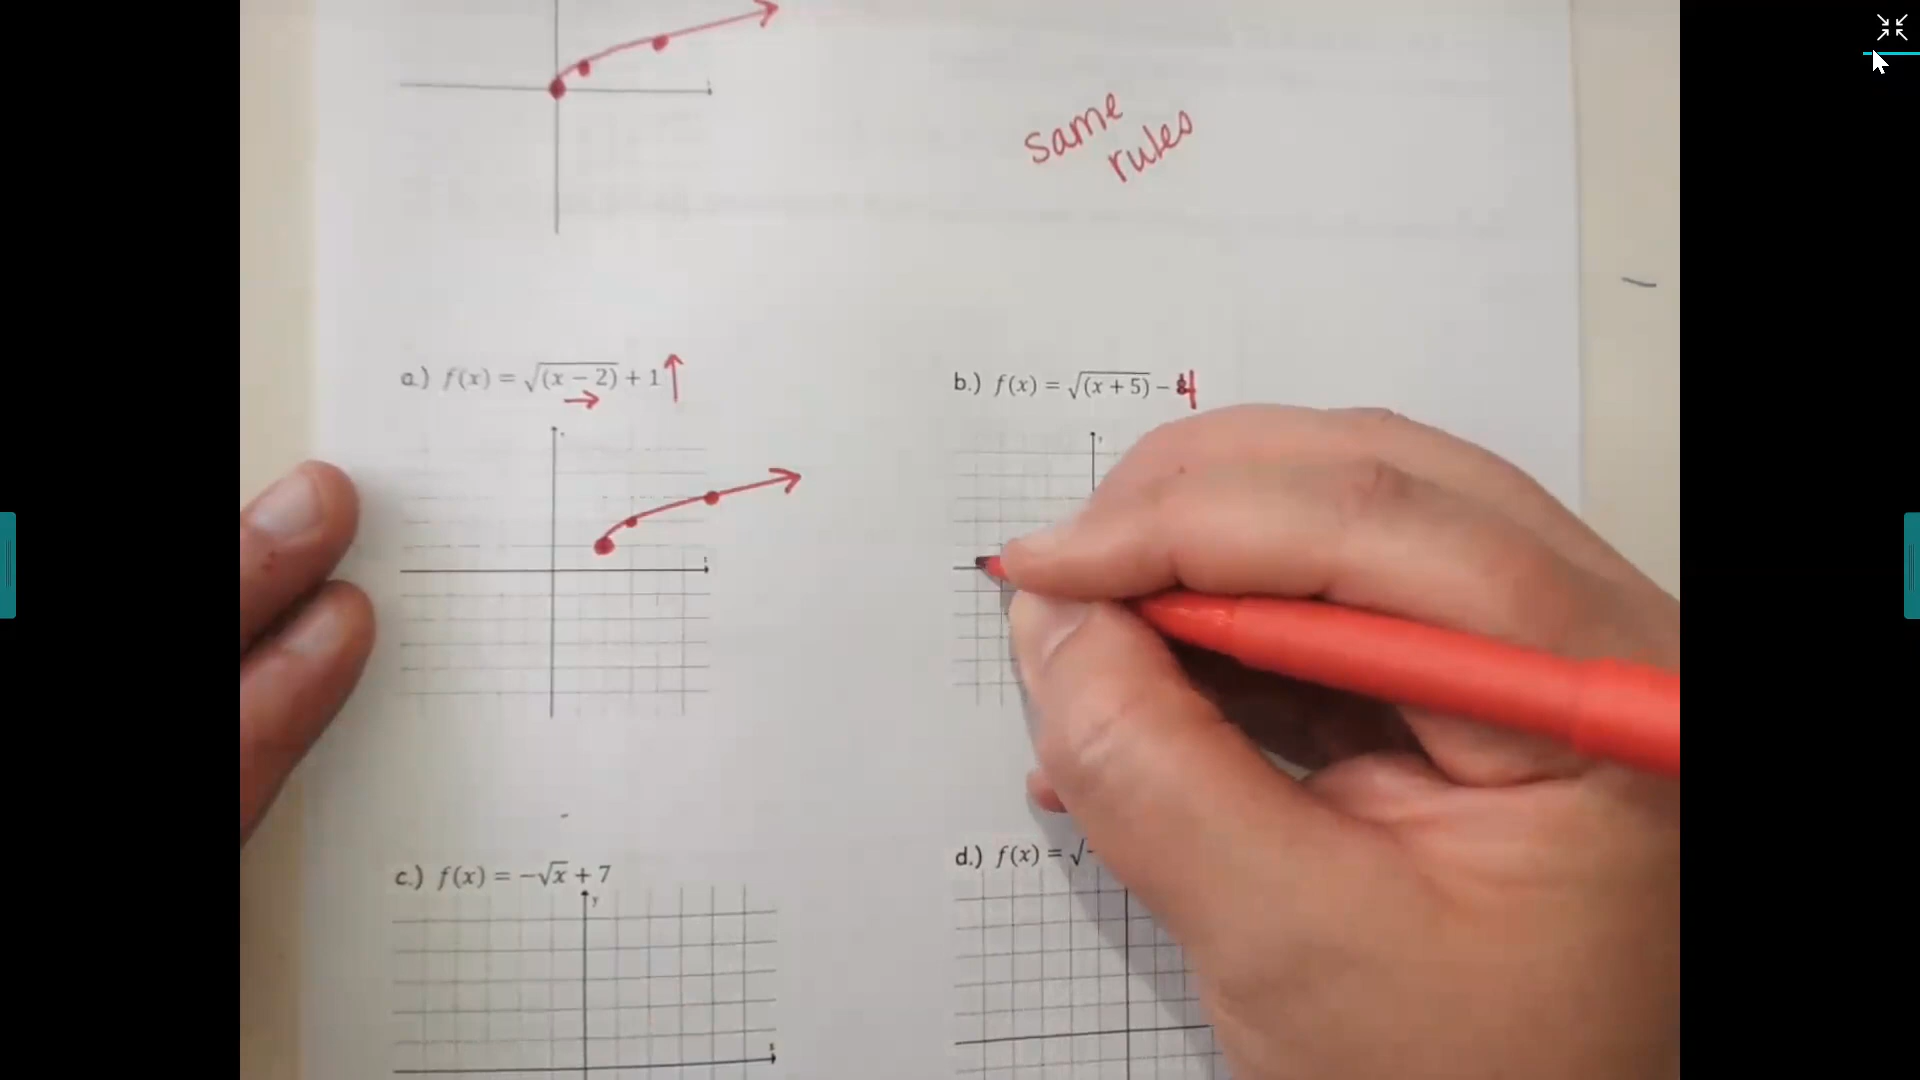 same
rules
a.) f(x) = √(x − 2) + 1
b.) f(x) = √(x + 5) − 4
c.) f(x) = −√x + 7
y
d.) f(x) = √-